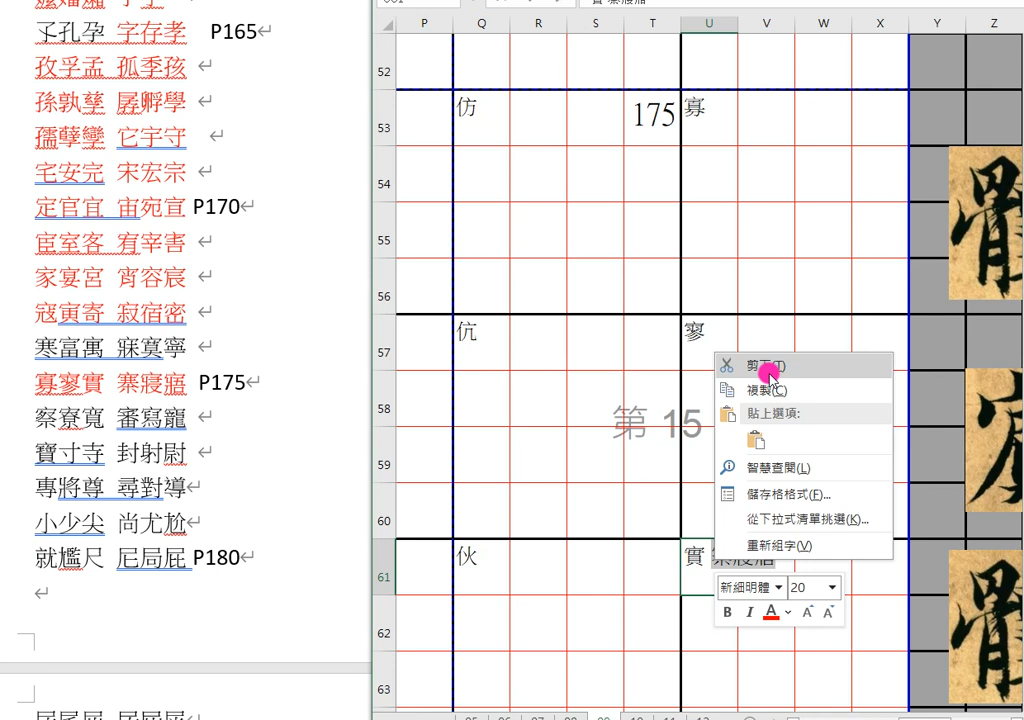 孑孔孕 字存孝 P165
孜孚孟 孤季孩
孫孰孳 孱孵學
孺孽孿 它宇守
宅安完 宋宏宗
定官宜 宙宛宣 P170
宦室客 宥宰害
家宴宮 宵容宸
寇寅寄 寂宿密
寒富寓 寐寞寧
寡寥實 寨寢寤 P175
察寮寬 審寫寵
寶寸寺 封射尉
專將尊 尋對導
小少尖 尚尤尬
就尷尺 尼局屁 P180
P Q R S T U V W X Y Z
52
53 仿 175 寡
54
55
56
57 伉 寥
58 第 15
59
60
61 伙 實
62
63
剪下(T)
複製(C)
貼上選項:
智慧查閱(L)
儲存格格式(F)...
從下拉式清單挑選(K)...
重新組字(V)
新細明體 20
B I A A A